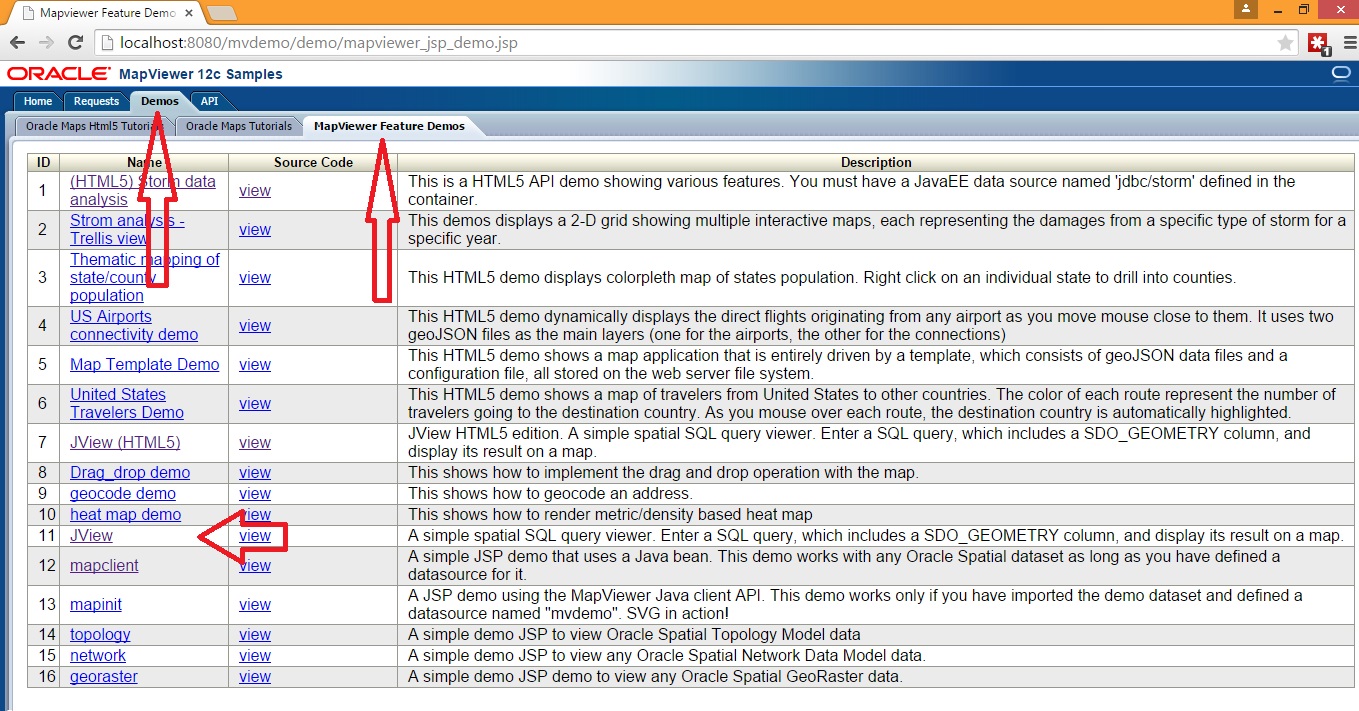 Mapviewer Feature Demo
localhost:8080/mvdemo/demo/mapviewer_jsp_demo.jsp
1
ORACLE MapViewer 12c Samples
Home Requests Demos API
Oracle Maps Html5 Tutorials Oracle Maps Tutorials MapViewer Feature Demos
ID Name Source Code Description
1 (HTML5) Storm data analysis view This is a HTML5 API demo showing various features. You must have a JavaEE data source named 'jdbc/storm' defined in the
container.
2 Strom analysis - Trellis view view This demos displays a 2-D grid showing multiple interactive maps, each representing the damages from a specific type of storm for a
specific year.
3 Thematic mapping of state/county population view This HTML5 demo displays colorpleth map of states population. Right click on an individual state to drill into counties.
4 US Airports connectivity demo view This HTML5 demo dynamically displays the direct flights originating from any airport as you move mouse close to them. It uses two
geoJSON files as the main layers (one for the airports, the other for the connections)
5 Map Template Demo view This HTML5 demo shows a map application that is entirely driven by a template, which consists of geoJSON data files and a
configuration file, all stored on the web server file system.
6 United States Travelers Demo view This HTML5 demo shows a map of travelers from United States to other countries. The color of each route represent the number of
travelers going to the destination country. As you mouse over each route, the destination country is automatically highlighted.
7 JView (HTML5) view JView HTML5 edition. A simple spatial SQL query viewer. Enter a SQL query, which includes a SDO_GEOMETRY column, and
display its result on a map.
8 Drag_drop demo view This shows how to implement the drag and drop operation with the map.
9 geocode demo view This shows how to geocode an address.
10 heat map demo view This shows how to render metric/density based heat map
11 JView view A simple spatial SQL query viewer. Enter a SQL query, which includes a SDO_GEOMETRY column, and display its result on a map.
12 mapclient view A simple JSP demo that uses a Java bean. This demo works with any Oracle Spatial dataset as long as you have defined a
datasource for it.
13 mapinit view A JSP demo using the MapViewer Java client API. This demo works only if you have imported the demo dataset and defined a
datasource named "mvdemo". SVG in action!
14 topology view A simple demo JSP to view Oracle Spatial Topology Model data
15 network view A simple demo JSP to view any Oracle Spatial Network Data Model data.
16 georaster view A simple demo JSP demo to view any Oracle Spatial GeoRaster data.